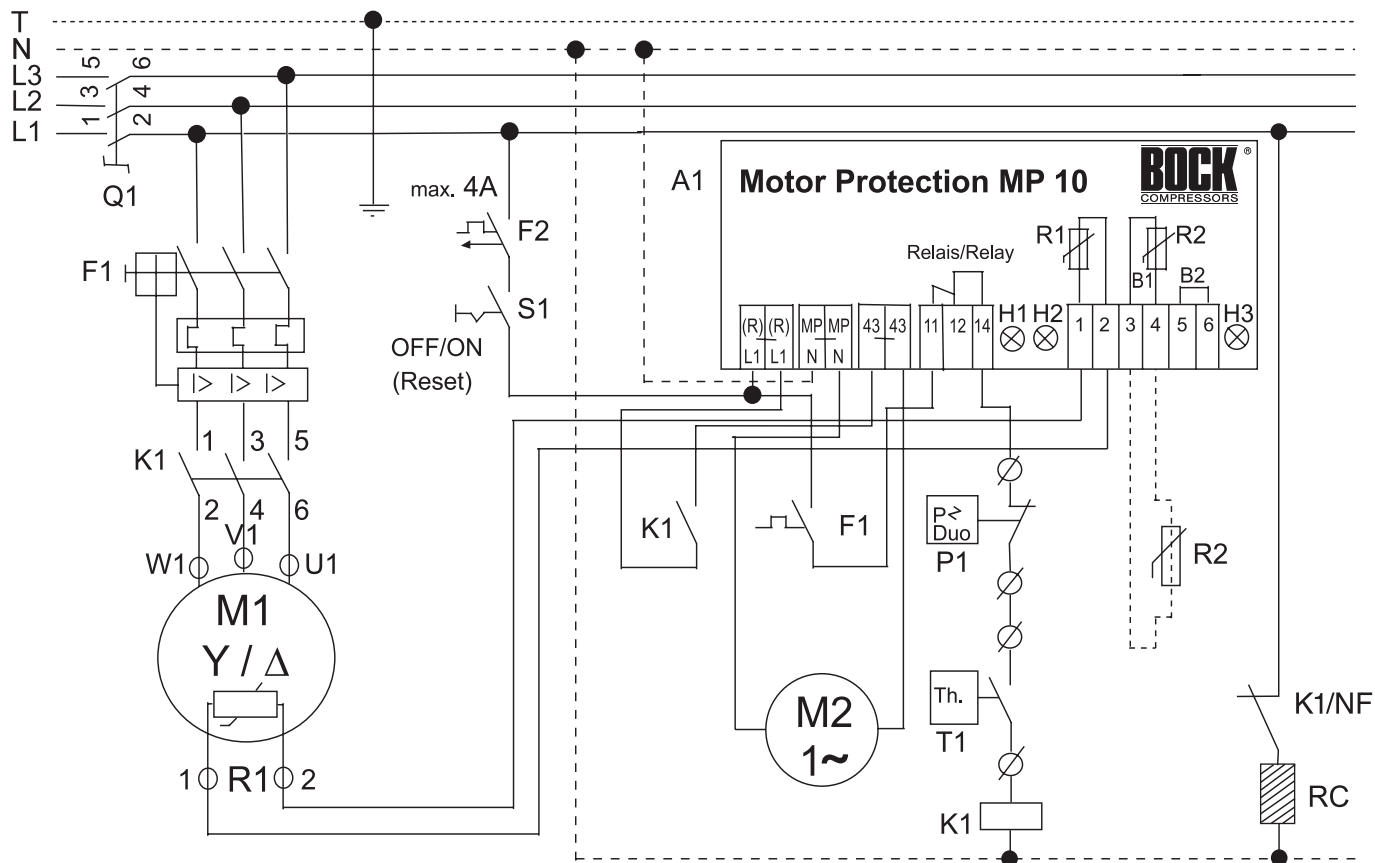 T
N
L3 5 6
L2 3 4
L1 1 2
Q1
max. 4A
F2
S1
OFF/ON
(Reset)
A1
Motor Protection MP 10
BOCK ®
COMPRESSORS
R1
R2
B1
B2
Relais/Relay
(R) (R) MP MP 43 43 11 12 14 H1 H2 1 2 3 4 5 6 H3
L1 L1 N N
F1
|> |> |>
1 3 5
K1
2 4 6
W1 V1 U1
M1
Y / Δ
1 R1 2
K1
F1
P
Duo
P1
R2
M2
1~
Th.
T1
K1
K1/NF
RC